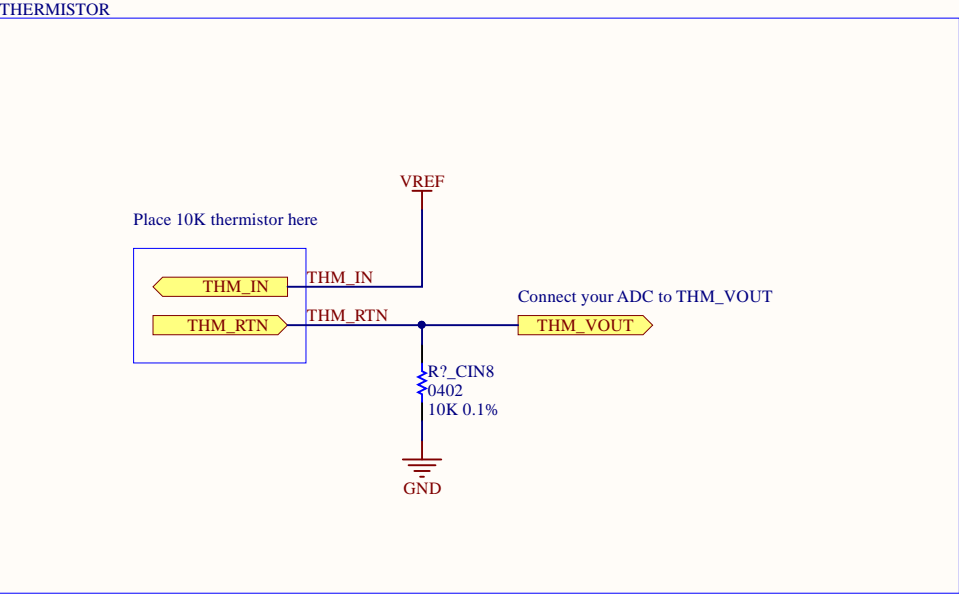 THERMISTOR
VREF
Place 10K thermistor here
THM_IN
THM_IN
Connect your ADC to THM_VOUT
THM_RTN
THM_RTN
THM_VOUT
R?_CIN8
0402
10K 0.1%
GND